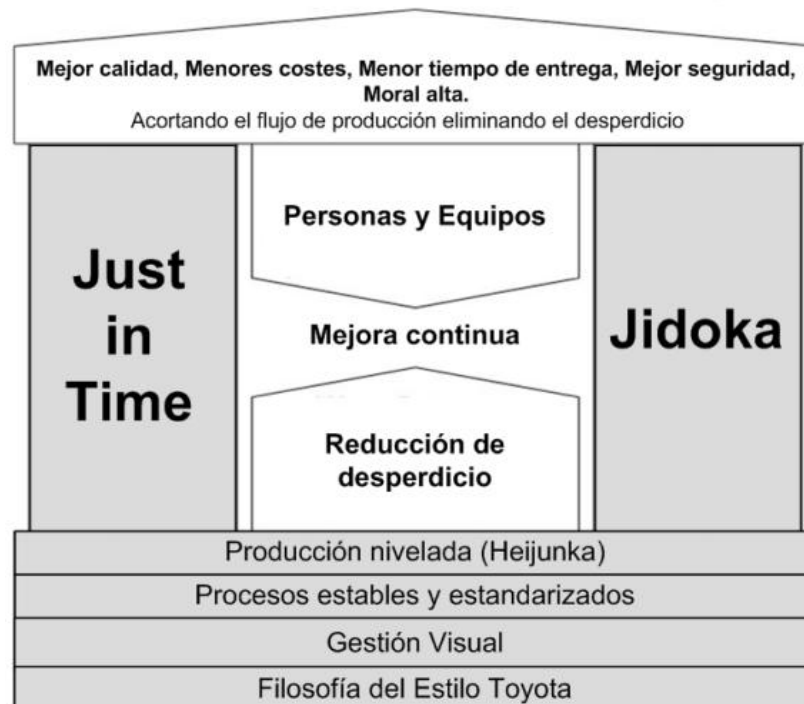 Mejor calidad, Menores costes, Menor tiempo de entrega, Mejor seguridad,
Moral alta.
Acortando el flujo de producción eliminando el desperdicio
Just
in
Time
Personas y Equipos
Mejora continua
Reducción de
desperdicio
Jidoka
Producción nivelada (Heijunka)
Procesos estables y estandarizados
Gestión Visual
Filosofía del Estilo Toyota